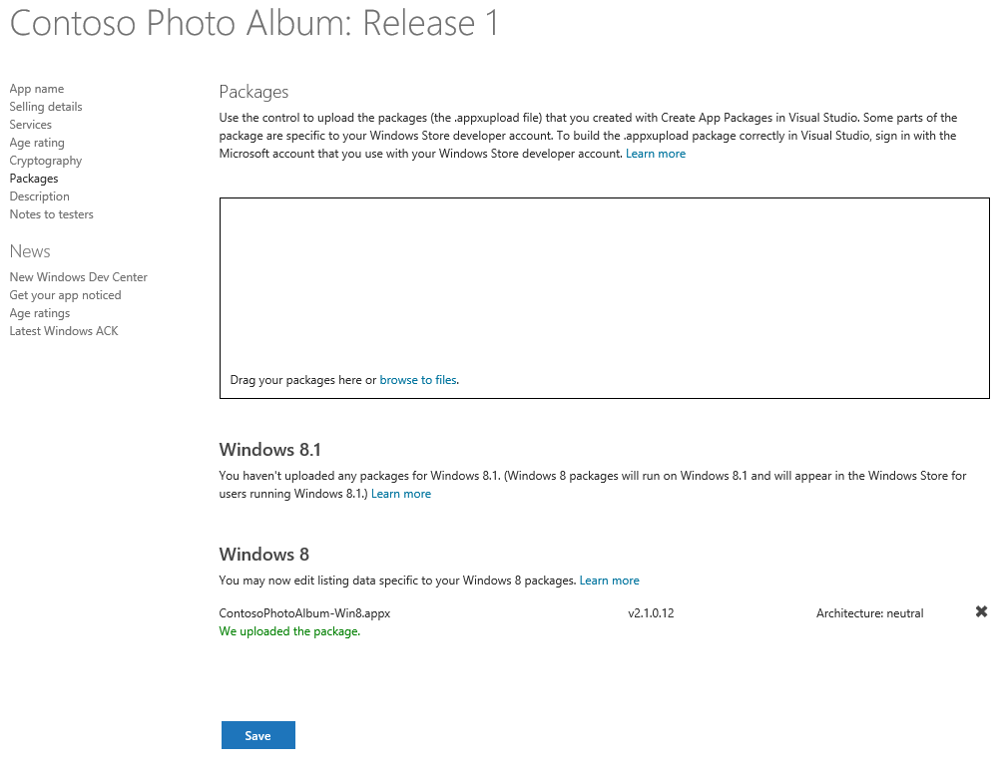 Contoso Photo Album: Release 1
App name
Selling details
Services
Age rating
Cryptography
Packages
Description
Notes to testers
News
New Windows Dev Center
Get your app noticed
Age ratings
Latest Windows ACK
Packages
Use the control to upload the packages (the .appxupload file) that you created with Create App Packages in Visual Studio. Some parts of the
package are specific to your Windows Store developer account. To build the .appxupload package correctly in Visual Studio, sign in with the
Microsoft account that you use with your Windows Store developer account. Learn more
Drag your packages here or browse to files.
Windows 8.1
You haven't uploaded any packages for Windows 8.1. (Windows 8 packages will run on Windows 8.1 and will appear in the Windows Store for
users running Windows 8.1.) Learn more
Windows 8
You may now edit listing data specific to your Windows 8 packages. Learn more
ContosoPhotoAlbum-Win8.appx v2.1.0.12 Architecture: neutral
We uploaded the package.
Save